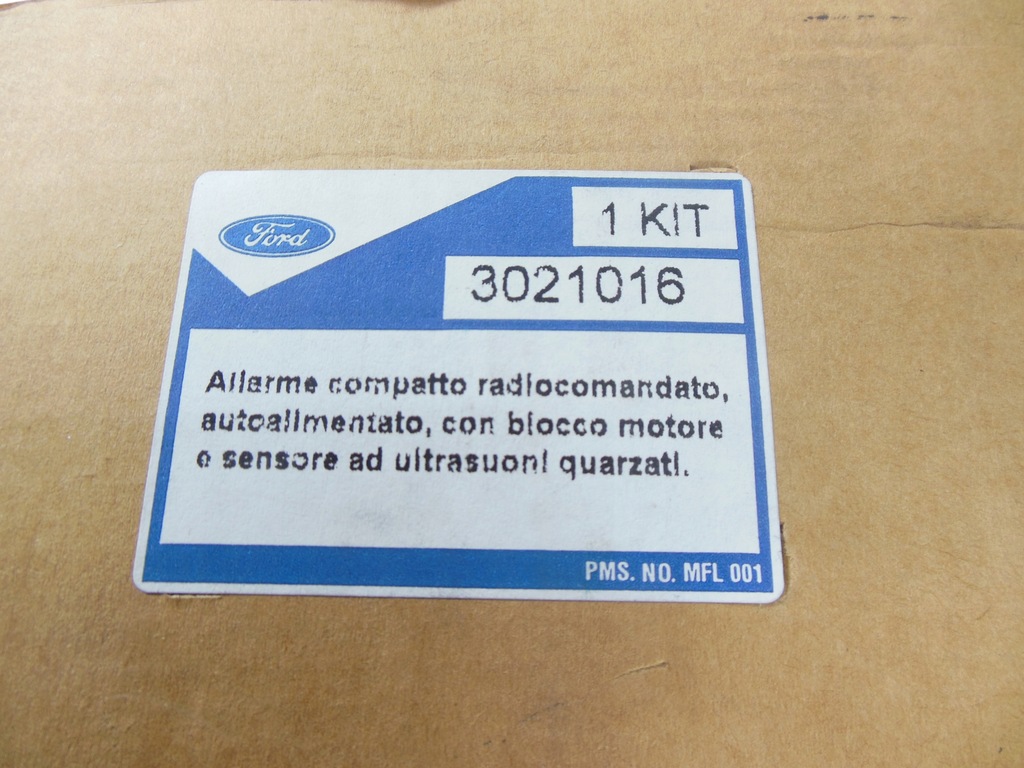 Ford
1 KIT
3021016
Allarme compatto radiocomandato,
autoalimentato, con blocco motore
e sensore ad ultrasuoni quarzati.
PMS. NO. MFL 001